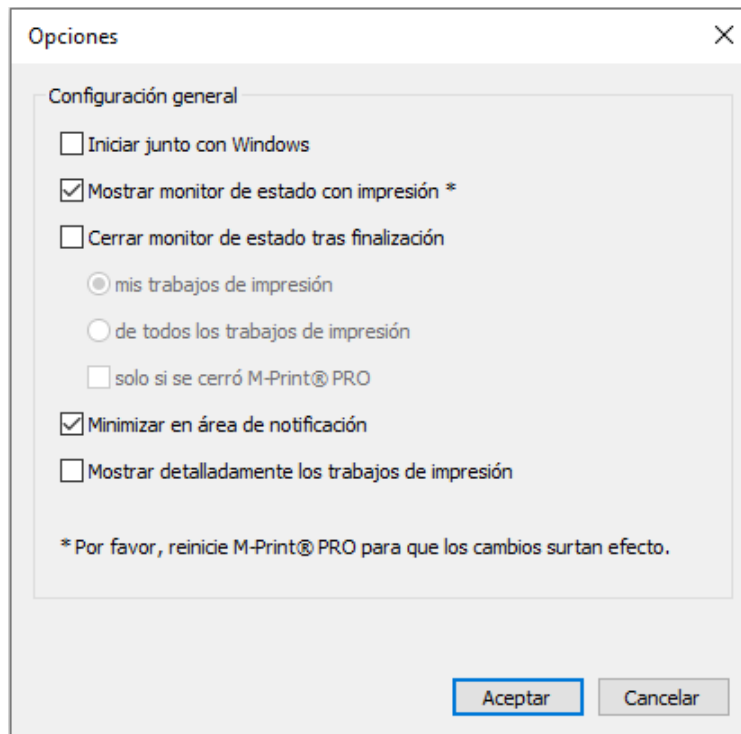 Opciones
Configuración general
Iniciar junto con Windows
Mostrar monitor de estado con impresión *
Cerrar monitor de estado tras finalización
mis trabajos de impresión
de todos los trabajos de impresión
solo si se cerró M-Print® PRO
Minimizar en área de notificación
Mostrar detalladamente los trabajos de impresión
* Por favor, reinicie M-Print® PRO para que los cambios surtan efecto.
Aceptar Cancelar